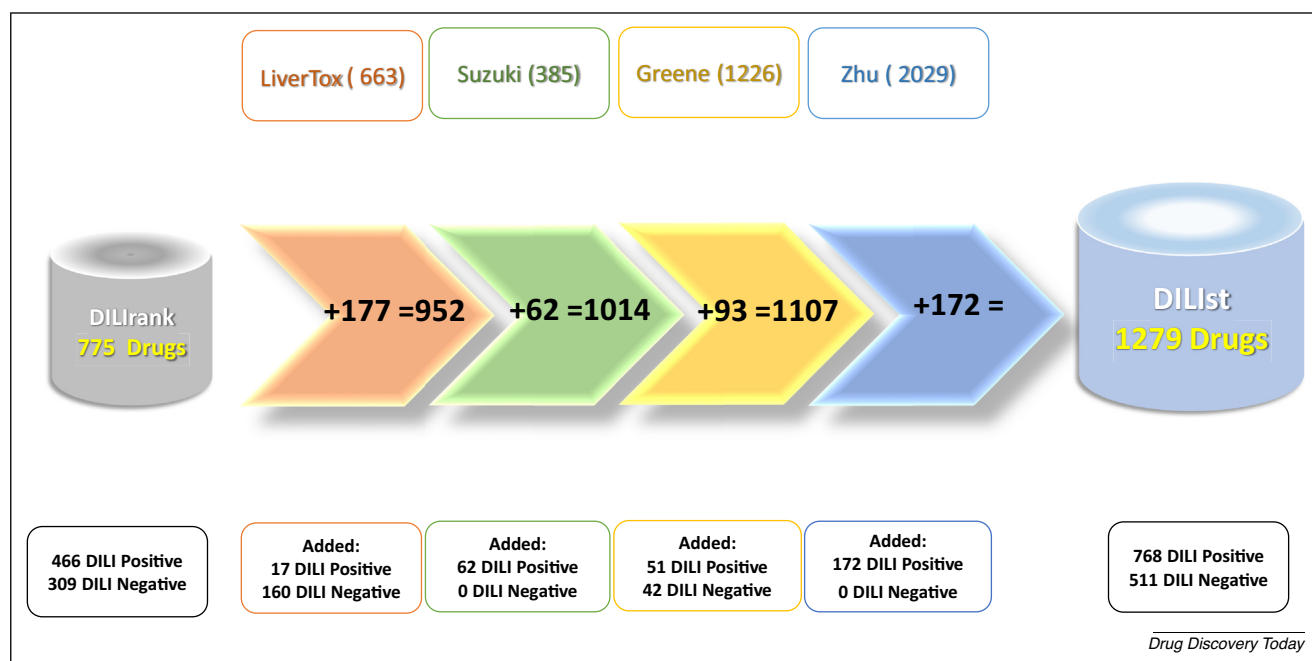 LiverTox ( 663)
Suzuki (385)
Greene (1226)
Zhu ( 2029)
DILIrank
775 Drugs
+177 =952
+62 =1014
+93 =1107
+172 =
DILIst
1279 Drugs
466 DILI Positive
309 DILI Negative
Added:
17 DILI Positive
160 DILI Negative
Added:
62 DILI Positive
0 DILI Negative
Added:
51 DILI Positive
42 DILI Negative
Added:
172 DILI Positive
0 DILI Negative
768 DILI Positive
511 DILI Negative
Drug Discovery Today